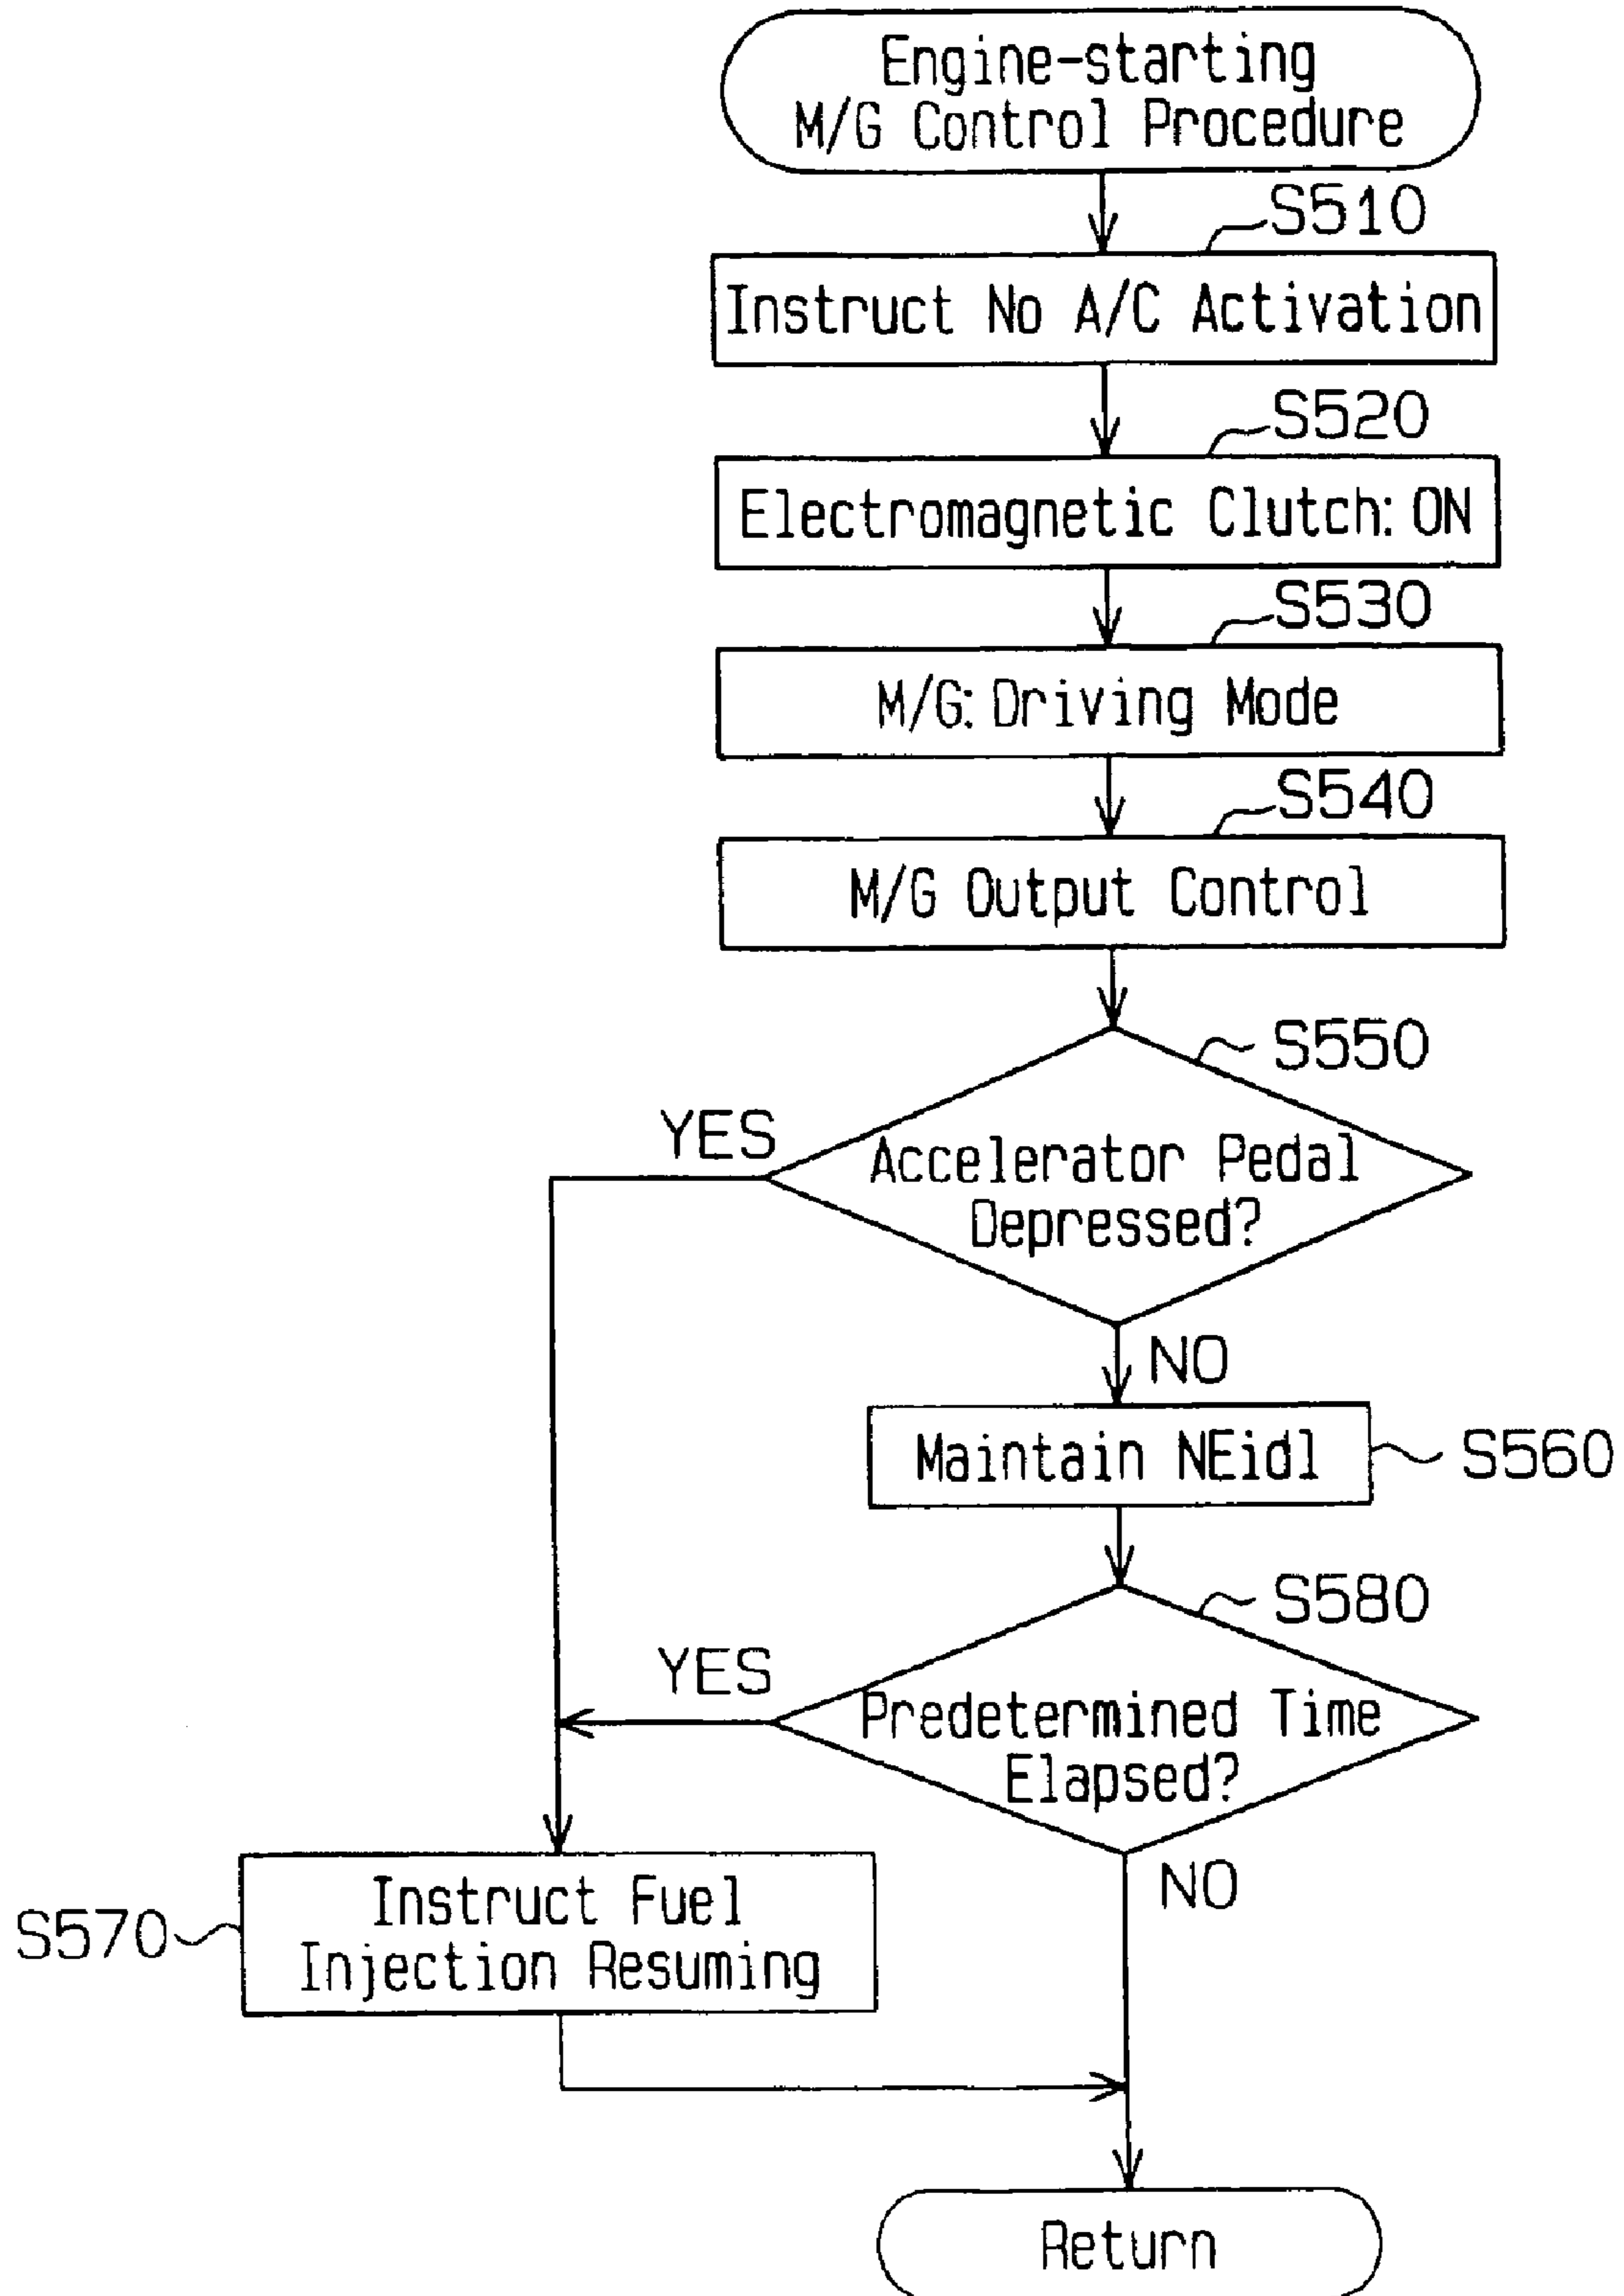 Engine-starting
M/G Control Procedure
S510
Instruct No A/C Activation
S520
Electromagnetic Clutch: ON
S530
M/G: Driving Mode
S540
M/G Output Control
S550
YES
Accelerator Pedal
Depressed?
NO
Maintain NEidl
S560
S580
YES
Predetermined Time
Elapsed?
NO
S570
Instruct Fuel
Injection Resuming
Return